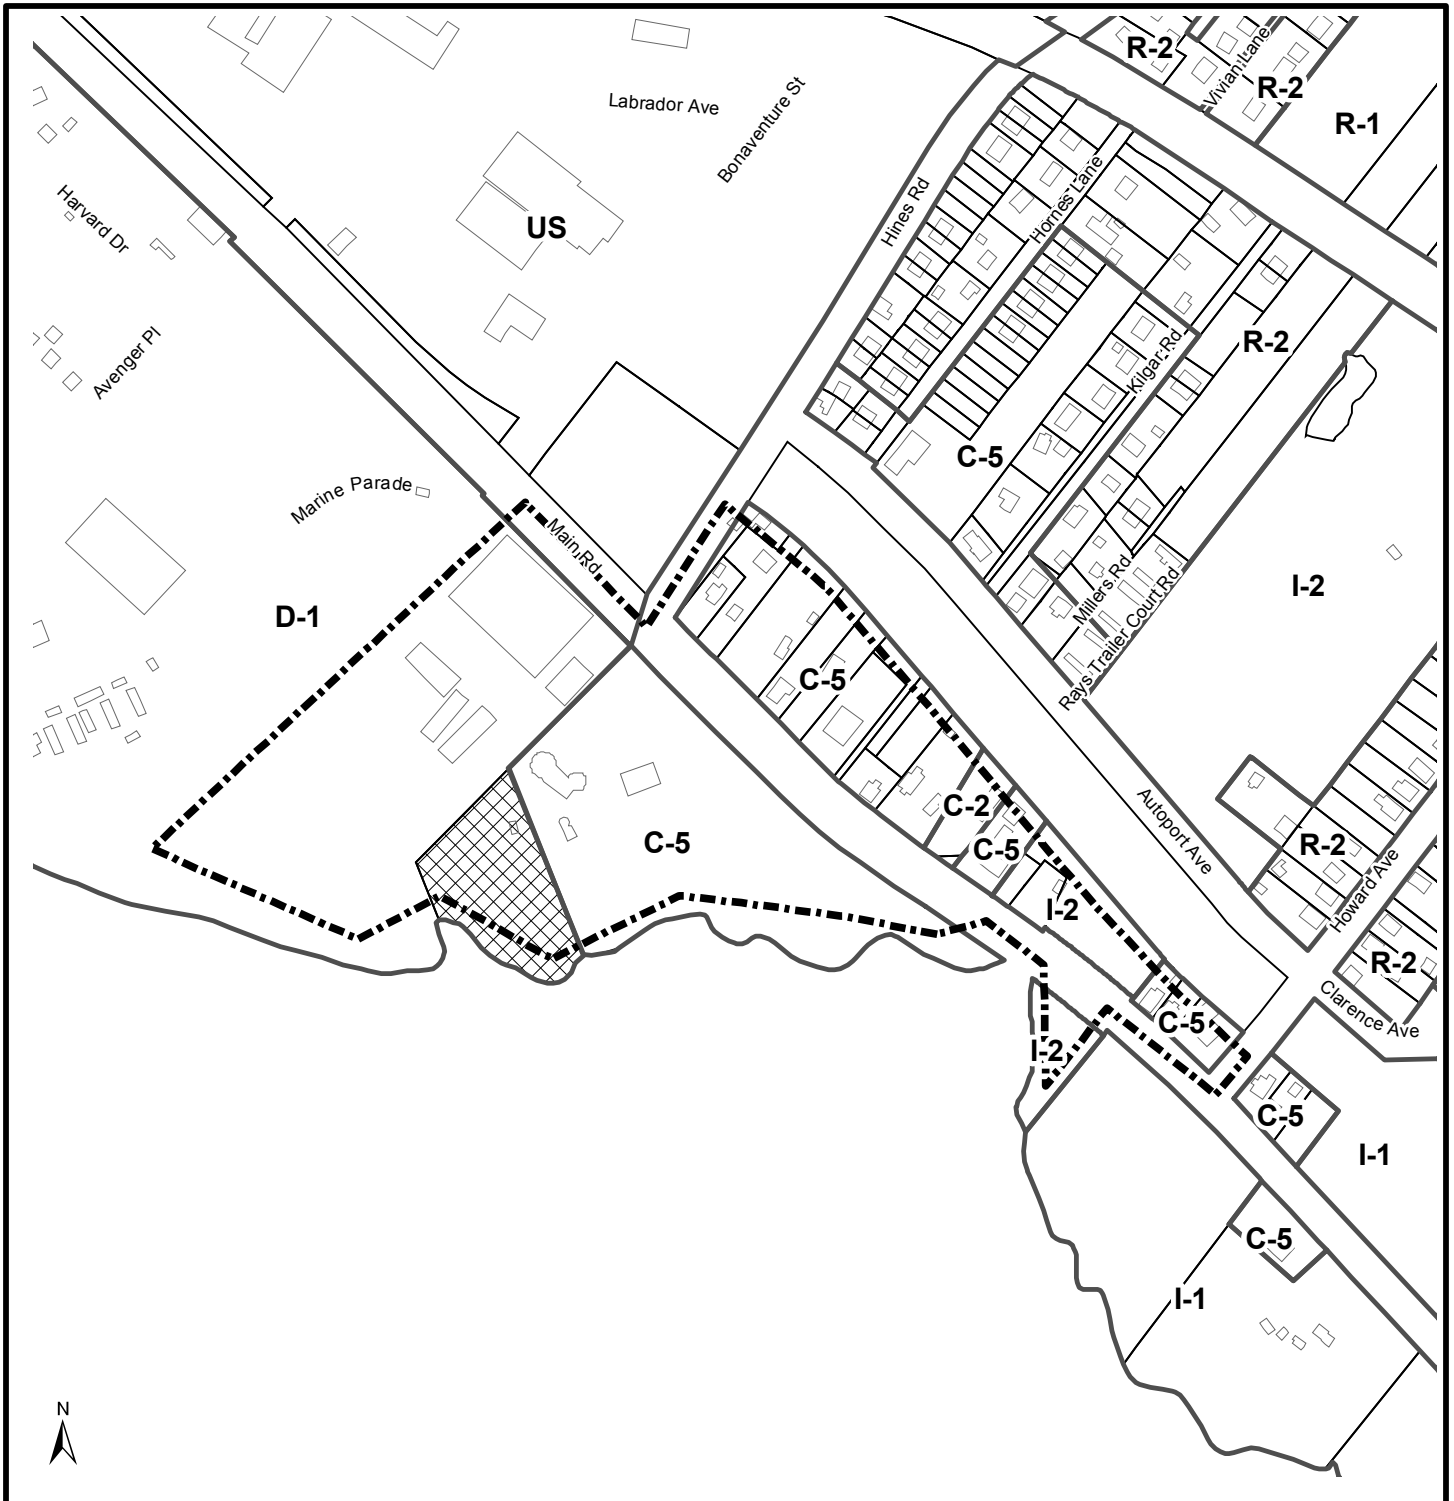 R-2
Vivian Lane
R-2
R-1
Labrador Ave
Bonaventure St
Harvard Dr
US
Hines Rd
Hornes Lane
Avenger Pl
Kilgar Rd
R-2
C-5
Marine Parade
Main Rd
D-1
I-2
Millers Rd
Rays Trailer Court Rd
C-5
C-2
C-5
C-5
Autoport Ave
R-2
Howard Ave
I-2
R-2
Clarence Ave
C-5
I-2
C-5
I-1
C-5
I-1
N